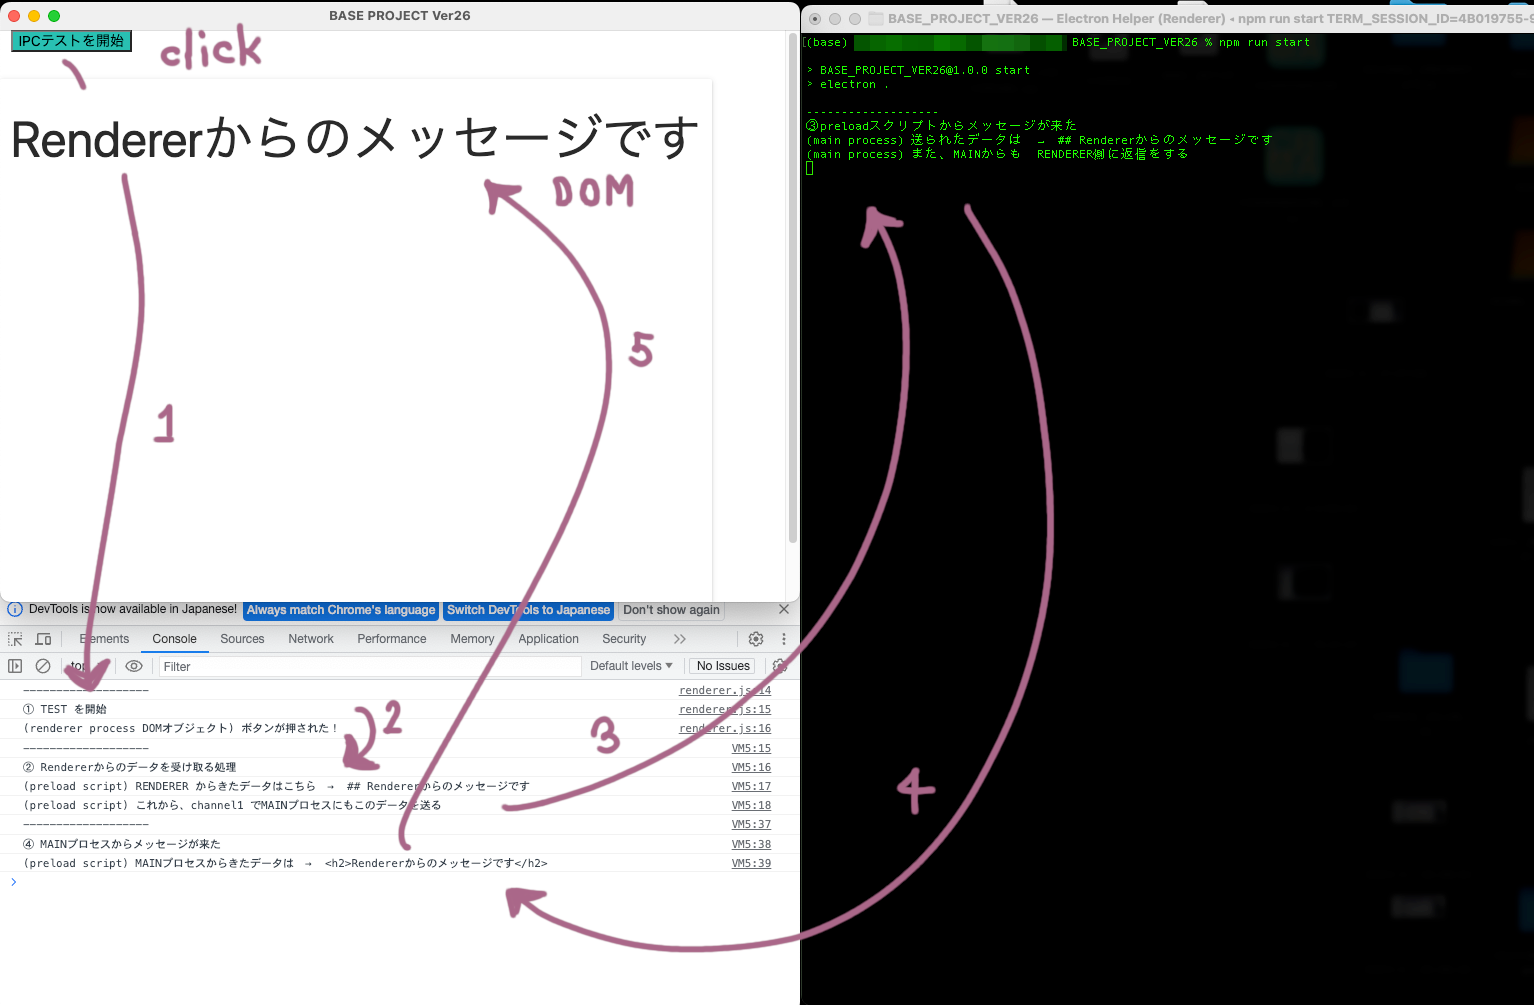 BASE PROJECT Ver26
IPCテストを開始
click
Rendererからのメッセージです
DOM
1
5
DevTools is now available in Japanese! Always match Chrome's language Switch DevTools to Japanese Don't show again
Elements Console Sources Network Performance Memory Application Security
top Filter Default levels ▼ No Issues
------------------- renderer.js:14
① TEST を開始 renderer.js:15
(renderer process DOMオブジェクト) ボタンが押された! renderer.js:16
2
3
------------------- VM5:15
② Rendererからのデータを受け取る処理 VM5:16
(preload script) RENDERER からきたデータはこちら → ## Rendererからのメッセージです VM5:17
(preload script) これから、channel1 でMAINプロセスにもこのデータを送る VM5:18
------------------- VM5:37
④ MAINプロセスからメッセージが来た VM5:38
(preload script) MAINプロセスからきたデータは → <h2>Rendererからのメッセージです</h2> VM5:39
>
BASE_PROJECT_VER26 — Electron Helper (Renderer) ◂ npm run start TERM_SESSION_ID=4B019755-9
(base) BASE_PROJECT_VER26 % npm run start
> BASE_PROJECT_VER26@1.0.0 start
> electron .
-------------------
③preloadスクリプトからメッセージが来た
(main process) 送られたデータは → ## Rendererからのメッセージです
(main process) また、MAINからも RENDERER側に返信をする
4